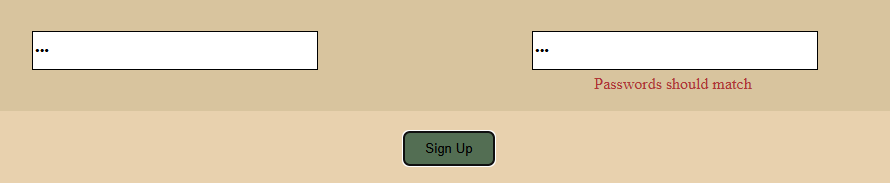 ••• •••
Passwords should match
Sign Up